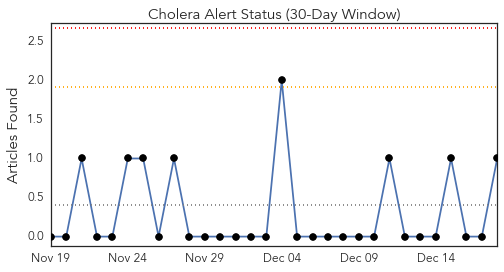 Cholera Alert Status (30-Day Window)
Articles Found
2.5
2.0
1.5
1.0
0.5
0.0
Nov 19 Nov 24 Nov 29 Dec 04 Dec 09 Dec 14